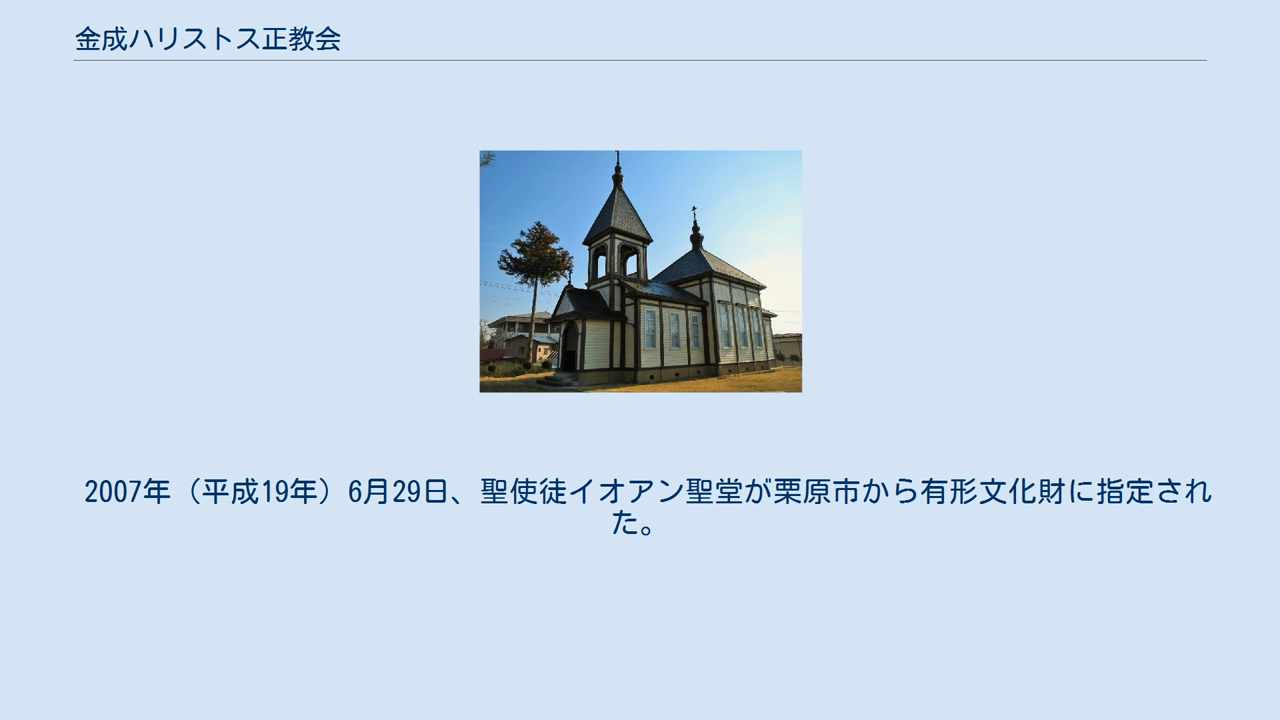 金成ハリストス正教会
2007年（平成19年）6月29日、聖使徒イオアン聖堂が栗原市から有形文化財に指定され
た。